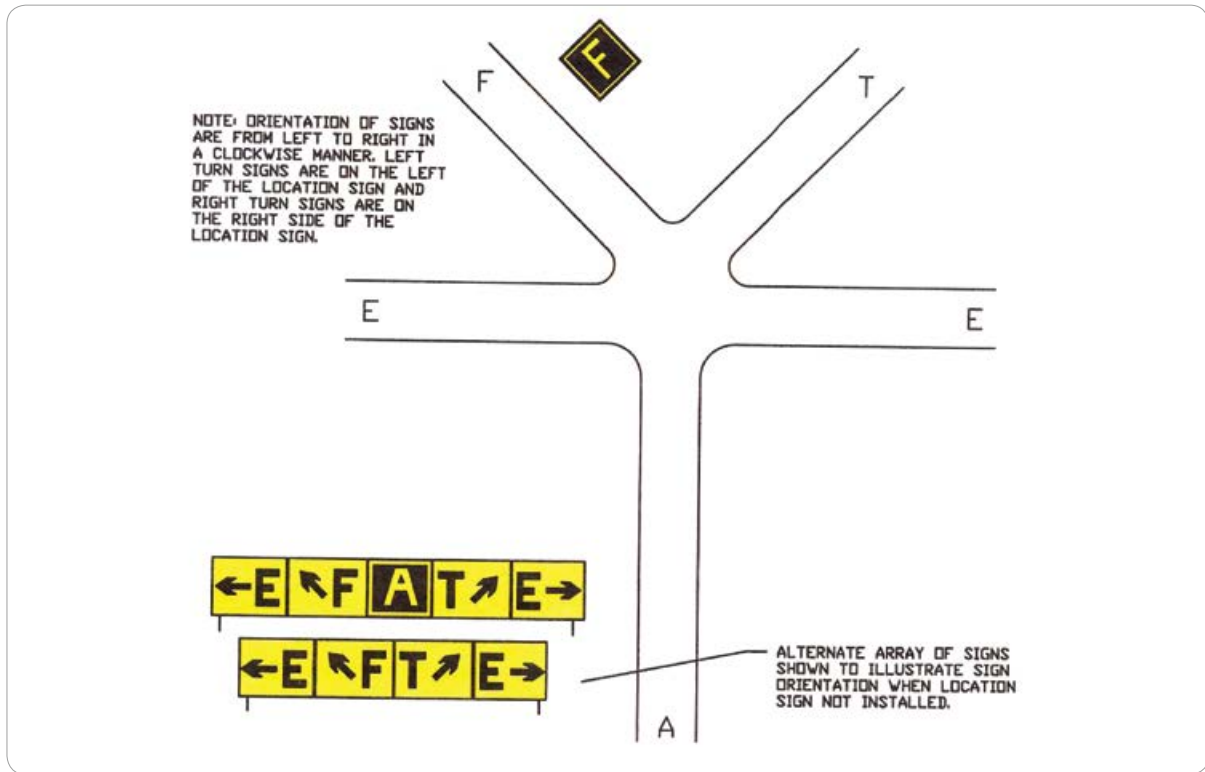 F
F
T
NOTE: ORIENTATION OF SIGNS
ARE FROM LEFT TO RIGHT IN
A CLOCKWISE MANNER. LEFT
TURN SIGNS ARE ON THE LEFT
OF THE LOCATION SIGN AND
RIGHT TURN SIGNS ARE ON
THE RIGHT SIDE OF THE
LOCATION SIGN.
E
E
←E ↖F A T↗ E→
←E ↖F T↗ E→
ALTERNATE ARRAY OF SIGNS
SHOWN TO ILLUSTRATE SIGN
ORIENTATION WHEN LOCATION
SIGN NOT INSTALLED.
A